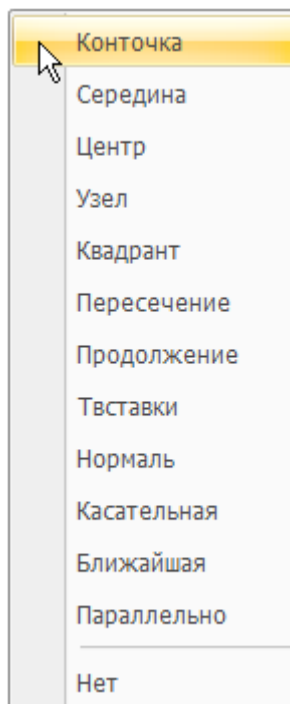 Конточка
Середина
Центр
Узел
Квадрант
Пересечение
Продолжение
Твставки
Нормаль
Касательная
Ближайшая
Параллельно
Нет